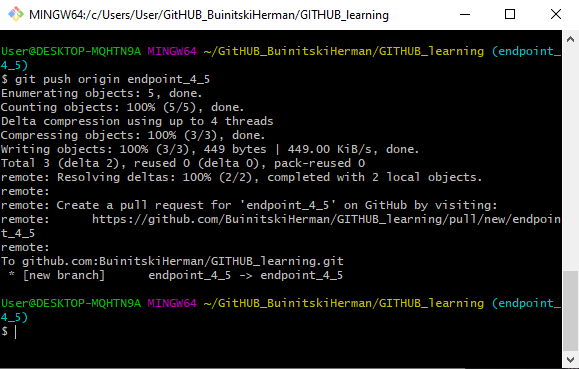 MINGW64:/c/Users/User/GitHUB_BuinitskiHerman/GITHUB_learning
User@DESKTOP-MQHTN9A MINGW64 ~/GitHUB_BuinitskiHerman/GITHUB_learning (endpoint_
4_5)
$ git push origin endpoint_4_5
Enumerating objects: 5, done.
Counting objects: 100% (5/5), done.
Delta compression using up to 4 threads
Compressing objects: 100% (3/3), done.
Writing objects: 100% (3/3), 449 bytes | 449.00 KiB/s, done.
Total 3 (delta 2), reused 0 (delta 0), pack-reused 0
remote: Resolving deltas: 100% (2/2), completed with 2 local objects.
remote:
remote: Create a pull request for 'endpoint_4_5' on GitHub by visiting:
remote:      https://github.com/BuinitskiHerman/GITHUB_learning/pull/new/endpoin
t_4_5
remote:
To github.com:BuinitskiHerman/GITHUB_learning.git
 * [new branch]      endpoint_4_5 -> endpoint_4_5
User@DESKTOP-MQHTN9A MINGW64 ~/GitHUB_BuinitskiHerman/GITHUB_learning (endpoint_
4_5)
$